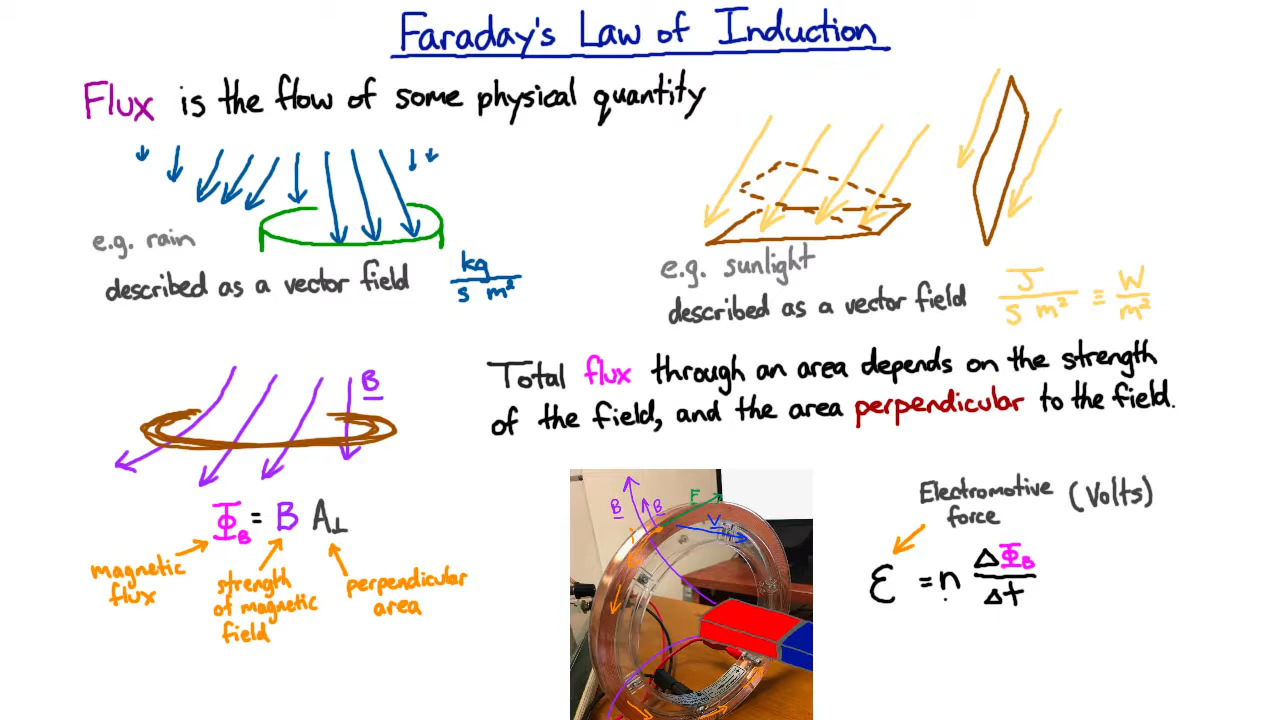 Faraday's Law of Induction
Flux is the flow of some physical quantity
e.g. rain
described as a vector field
kg
s m²
e.g. sunlight
described as a vector field
J
s m²
≡
W
m²
Total flux through an area depends on the strength
of the field, and the area perpendicular to the field.
B
Φ_B = B A⊥
magnetic
flux
strength
of magnetic
field
perpendicular
area
B
B
F
v
i
Electromotive
force
(Volts)
ε = n ΔΦ_B
Δt